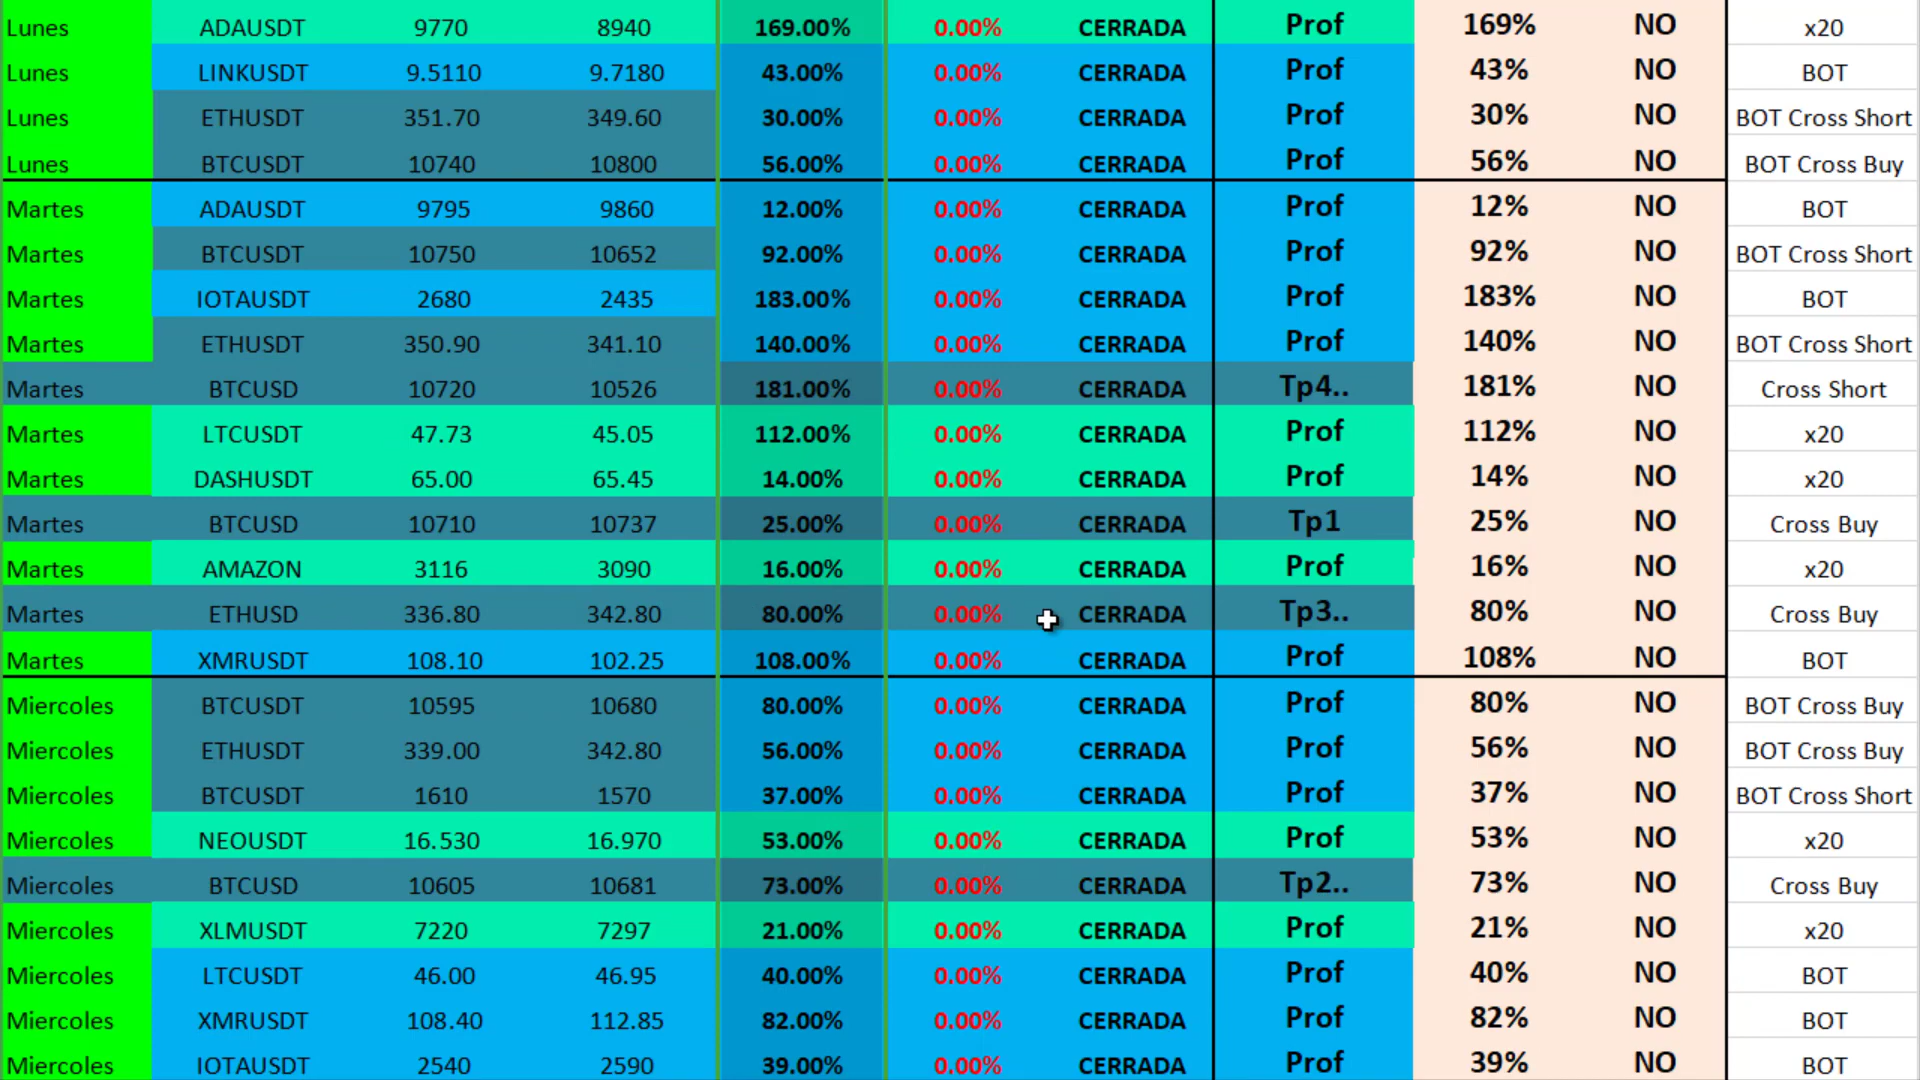 Lunes ADAUSDT 9770 8940 169.00% 0.00% CERRADA Prof 169% NO x20
Lunes LINKUSDT 9.5110 9.7180 43.00% 0.00% CERRADA Prof 43% NO BOT
Lunes ETHUSDT 351.70 349.60 30.00% 0.00% CERRADA Prof 30% NO BOT Cross Short
Lunes BTCUSDT 10740 10800 56.00% 0.00% CERRADA Prof 56% NO BOT Cross Buy
Martes ADAUSDT 9795 9860 12.00% 0.00% CERRADA Prof 12% NO BOT
Martes BTCUSDT 10750 10652 92.00% 0.00% CERRADA Prof 92% NO BOT Cross Short
Martes IOTAUSDT 2680 2435 183.00% 0.00% CERRADA Prof 183% NO BOT
Martes ETHUSDT 350.90 341.10 140.00% 0.00% CERRADA Prof 140% NO BOT Cross Short
Martes BTCUSD 10720 10526 181.00% 0.00% CERRADA Tp4.. 181% NO Cross Short
Martes LTCUSDT 47.73 45.05 112.00% 0.00% CERRADA Prof 112% NO x20
Martes DASHUSDT 65.00 65.45 14.00% 0.00% CERRADA Prof 14% NO x20
Martes BTCUSD 10710 10737 25.00% 0.00% CERRADA Tp1 25% NO Cross Buy
Martes AMAZON 3116 3090 16.00% 0.00% CERRADA Prof 16% NO x20
Martes ETHUSD 336.80 342.80 80.00% 0.00% CERRADA Tp3.. 80% NO Cross Buy
Martes XMRUSDT 108.10 102.25 108.00% 0.00% CERRADA Prof 108% NO BOT
Miercoles BTCUSDT 10595 10680 80.00% 0.00% CERRADA Prof 80% NO BOT Cross Buy
Miercoles ETHUSDT 339.00 342.80 56.00% 0.00% CERRADA Prof 56% NO BOT Cross Buy
Miercoles BTCUSDT 1610 1570 37.00% 0.00% CERRADA Prof 37% NO BOT Cross Short
Miercoles NEOUSDT 16.530 16.970 53.00% 0.00% CERRADA Prof 53% NO x20
Miercoles BTCUSD 10605 10681 73.00% 0.00% CERRADA Tp2.. 73% NO Cross Buy
Miercoles XLMUSDT 7220 7297 21.00% 0.00% CERRADA Prof 21% NO x20
Miercoles LTCUSDT 46.00 46.95 40.00% 0.00% CERRADA Prof 40% NO BOT
Miercoles XMRUSDT 108.40 112.85 82.00% 0.00% CERRADA Prof 82% NO BOT
Miercoles IOTAUSDT 2540 2590 39.00% 0.00% CERRADA Prof 39% NO BOT